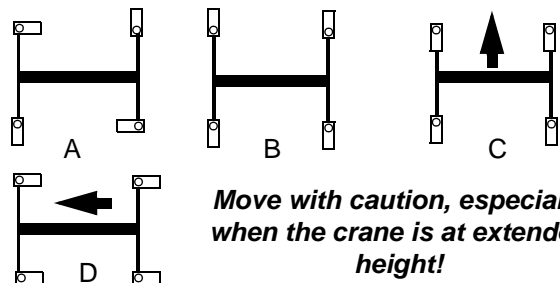 A
B
C
D
Move with caution, especial
when the crane is at extende
height!